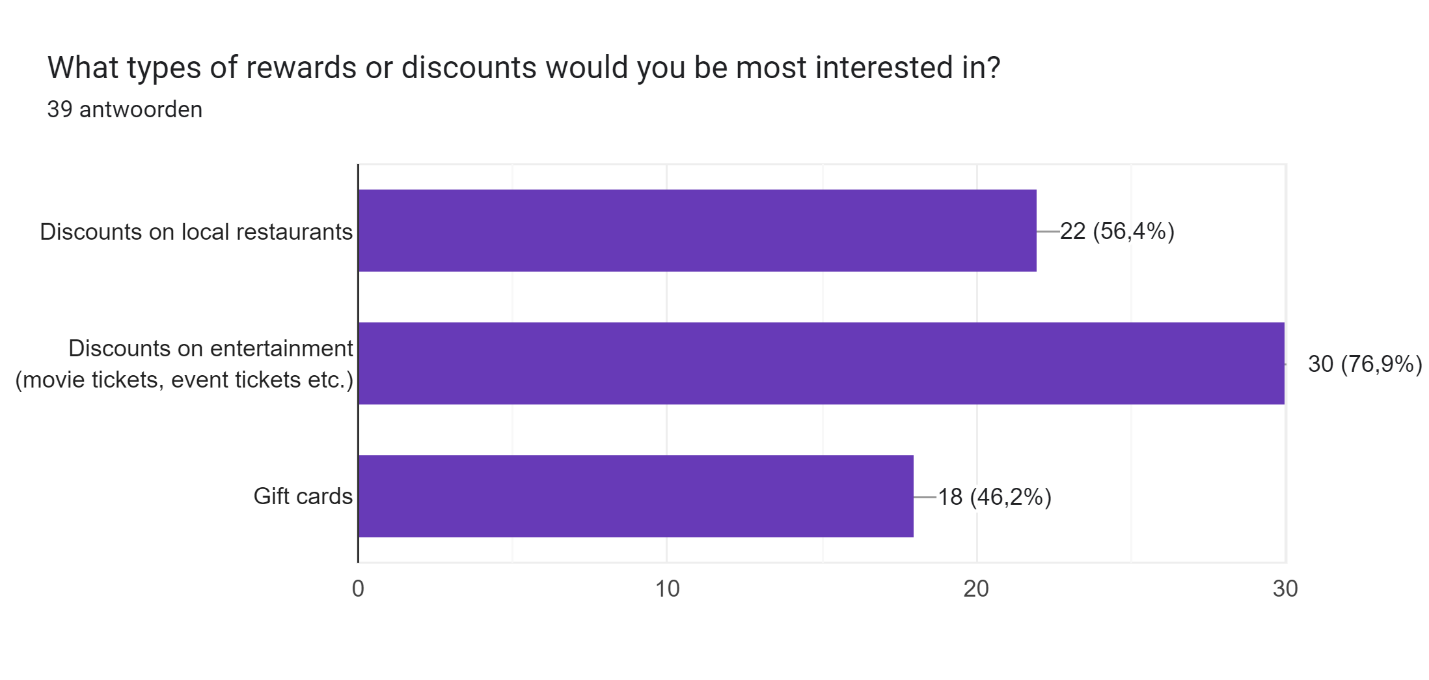 What types of rewards or discounts would you be most interested in?
39 antwoorden
Discounts on local restaurants
22 (56,4%)
Discounts on entertainment
(movie tickets, event tickets etc.)
30 (76,9%)
Gift cards
18 (46,2%)
0 10 20 30